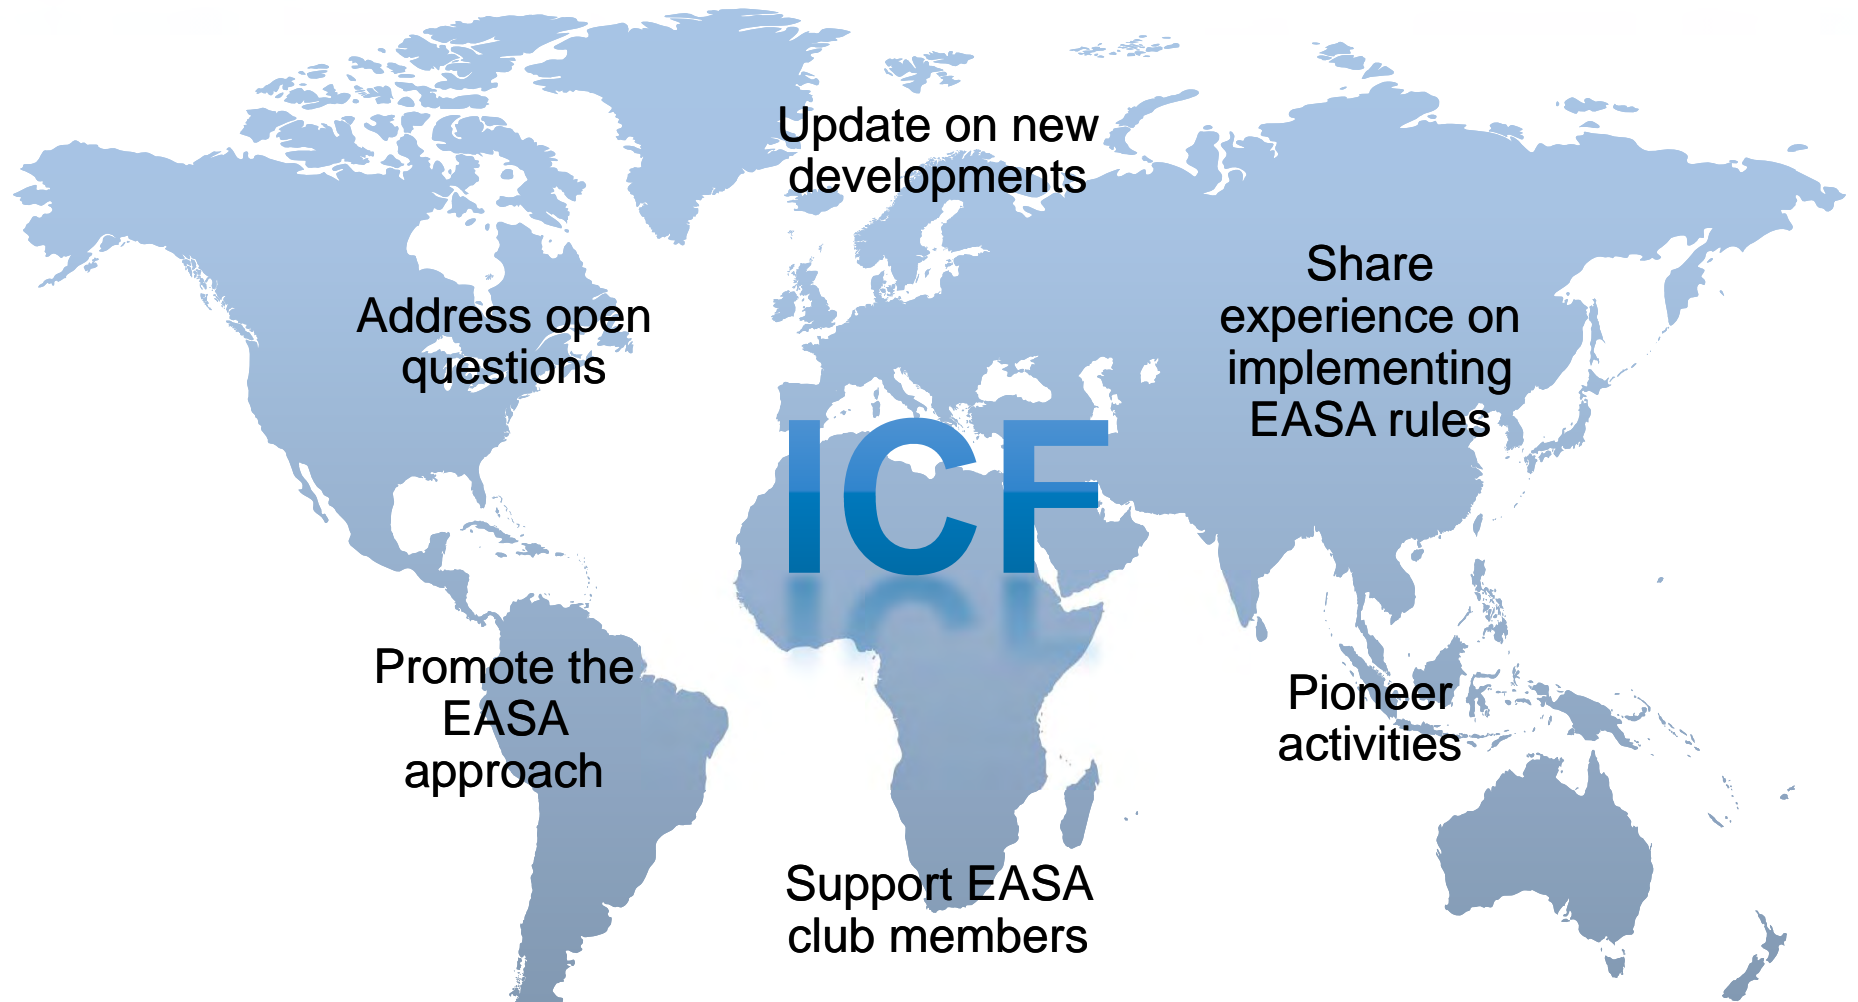 Update on new
developments
Share
experience on
implementing
EASA rules
Address open
questions
ICF
Promote the
EASA
approach
Pioneer
activities
Support EASA
club members